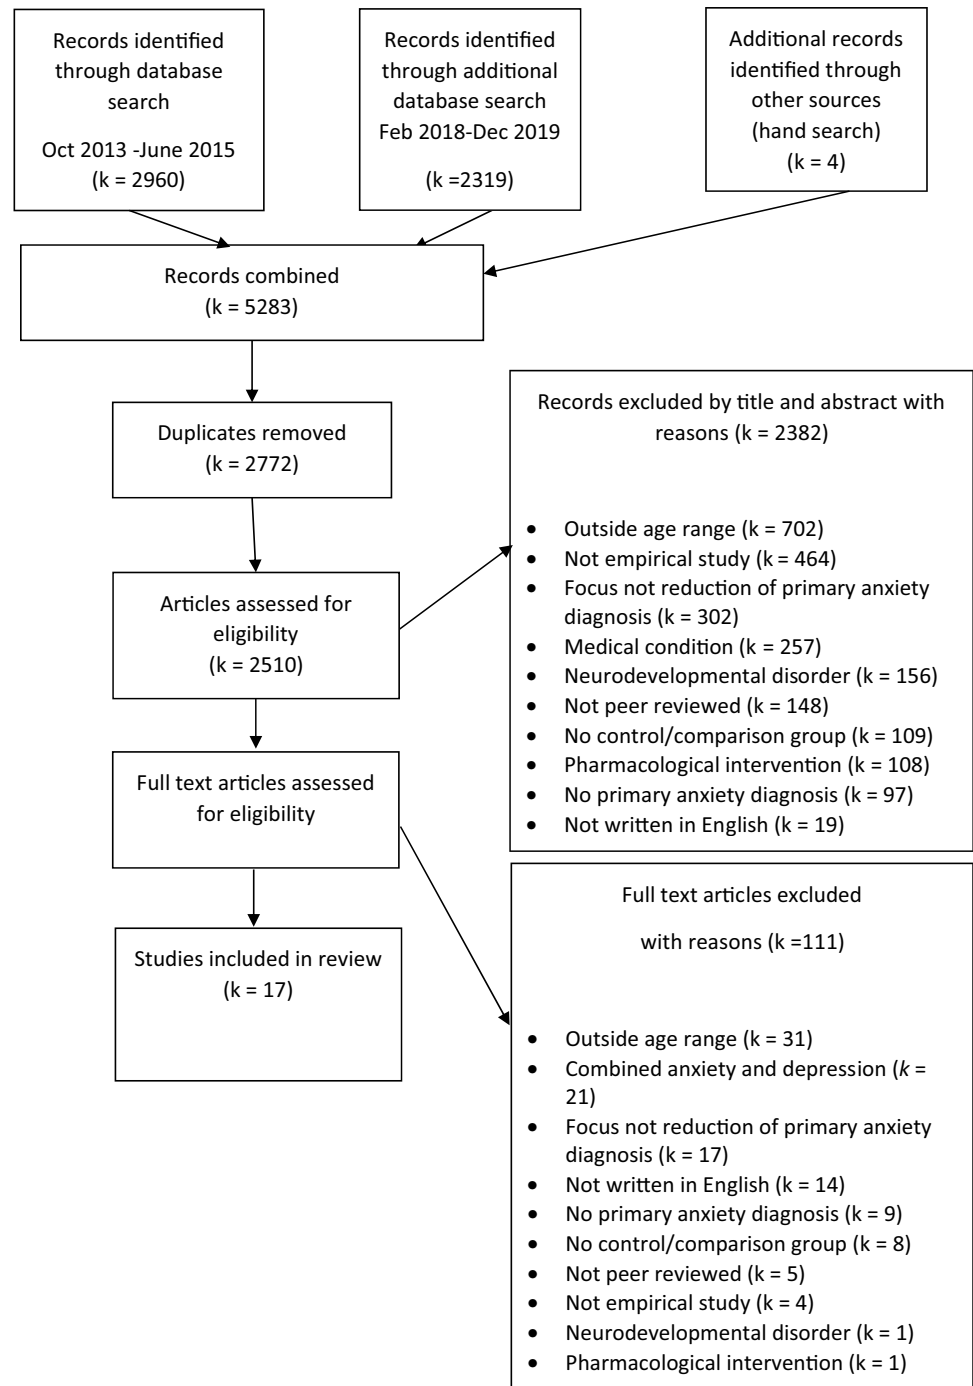 Records identified
through database
search
Oct 2013 -June 2015
(k = 2960)
Records identified
through additional
database search
Feb 2018-Dec 2019
(k =2319)
Additional records
identified through
other sources
(hand search)
(k = 4)
Records combined
(k = 5283)
Duplicates removed
(k = 2772)
Articles assessed for
eligibility
(k = 2510)
Records excluded by title and abstract with
reasons (k = 2382)
• Outside age range (k = 702)
• Not empirical study (k = 464)
• Focus not reduction of primary anxiety
diagnosis (k = 302)
• Medical condition (k = 257)
• Neurodevelopmental disorder (k = 156)
• Not peer reviewed (k = 148)
• No control/comparison group (k = 109)
• Pharmacological intervention (k = 108)
• No primary anxiety diagnosis (k = 97)
• Not written in English (k = 19)
Full text articles assessed
for eligibility
Full text articles excluded
with reasons (k =111)
• Outside age range (k = 31)
• Combined anxiety and depression (k =
21)
• Focus not reduction of primary anxiety
diagnosis (k = 17)
• Not written in English (k = 14)
• No primary anxiety diagnosis (k = 9)
• No control/comparison group (k = 8)
• Not peer reviewed (k = 5)
• Not empirical study (k = 4)
• Neurodevelopmental disorder (k = 1)
• Pharmacological intervention (k = 1)
Studies included in review
(k = 17)